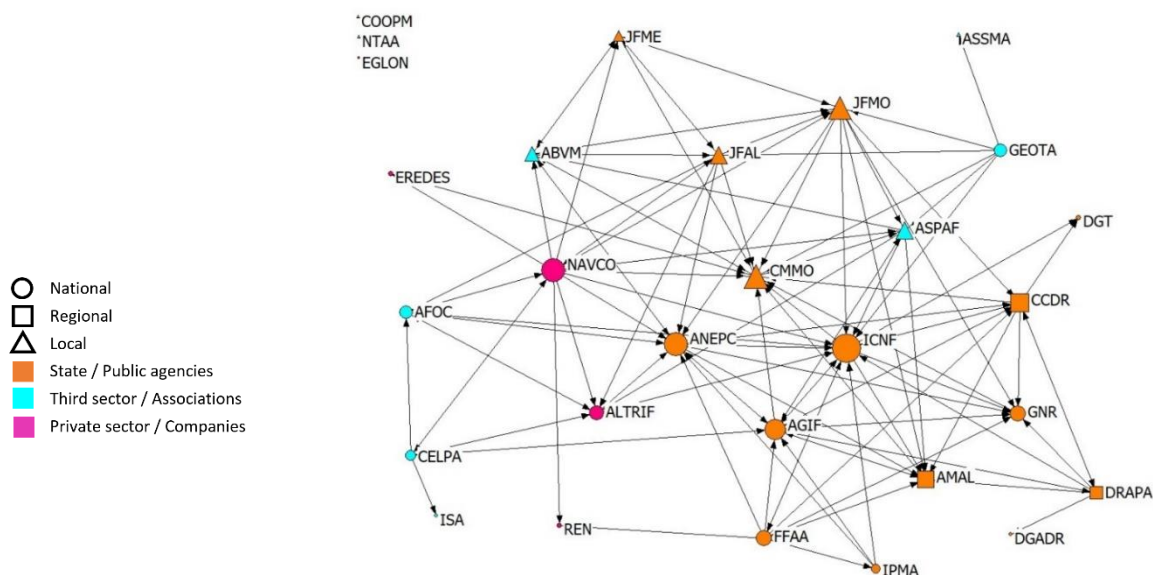 COOPM
NTAA
EGLON
JFME
ASSMA
JFMO
ABVM
JFAL
GEOTA
EREDES
ASPAF
DGT
NAVCO
CMMO
National
Regional
Local
State / Public agencies
Third sector / Associations
Private sector / Companies
AFOC
CCDR
ANEPC
ICNF
ALTRIF
GNR
AGIF
CELPA
AMAL
DRAPA
ISA
REN
FFAA
DGADR
IPMA